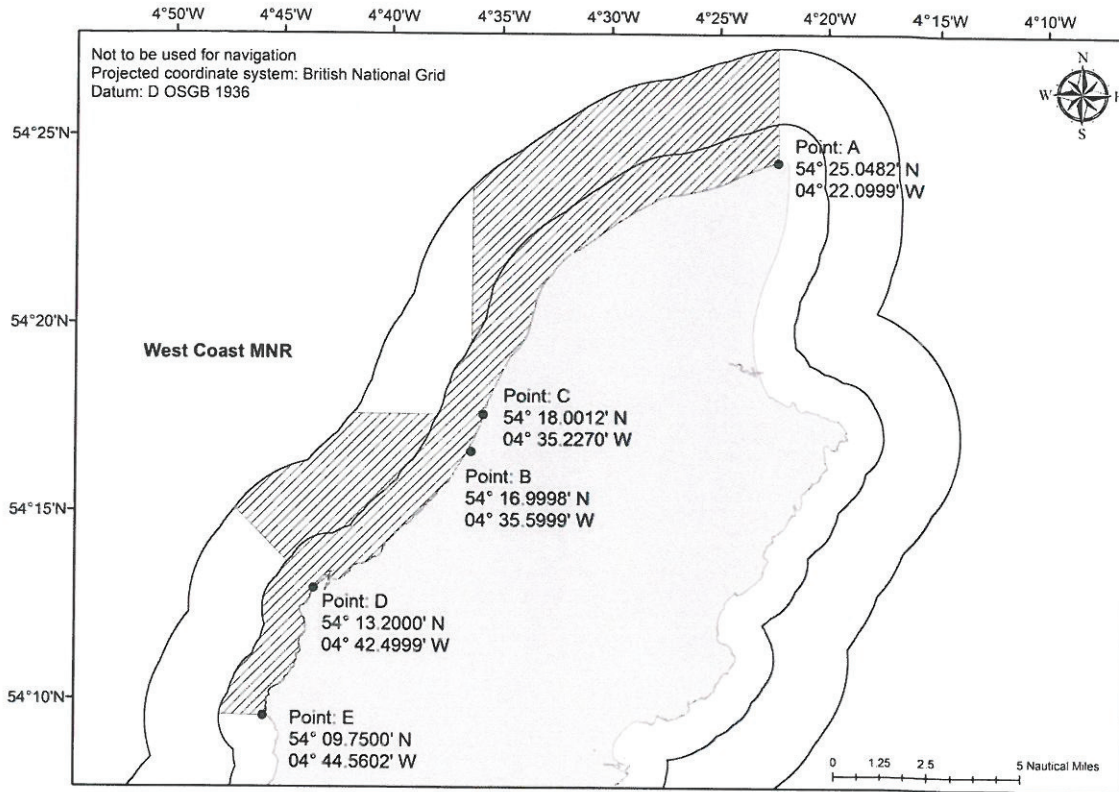 4°50'W 4°45'W 4°40'W 4°35'W 4°30'W 4°25'W 4°20'W 4°15'W 4°10'W
Not to be used for navigation
Projected coordinate system: British National Grid
Datum: D OSGB 1936
N
W E
S
54°25'N
Point: A
54° 25.0482' N
04° 22.0999' W
54°20'N
West Coast MNR
Point: C
54° 18.0012' N
04° 35.2270' W
Point: B
54° 16.9998' N
04° 35.5999' W
54°15'N
Point: D
54° 13.2000' N
04° 42.4999' W
54°10'N
Point: E
54° 09.7500' N
04° 44.5602' W
0 1.25 2.5 5 Nautical Miles